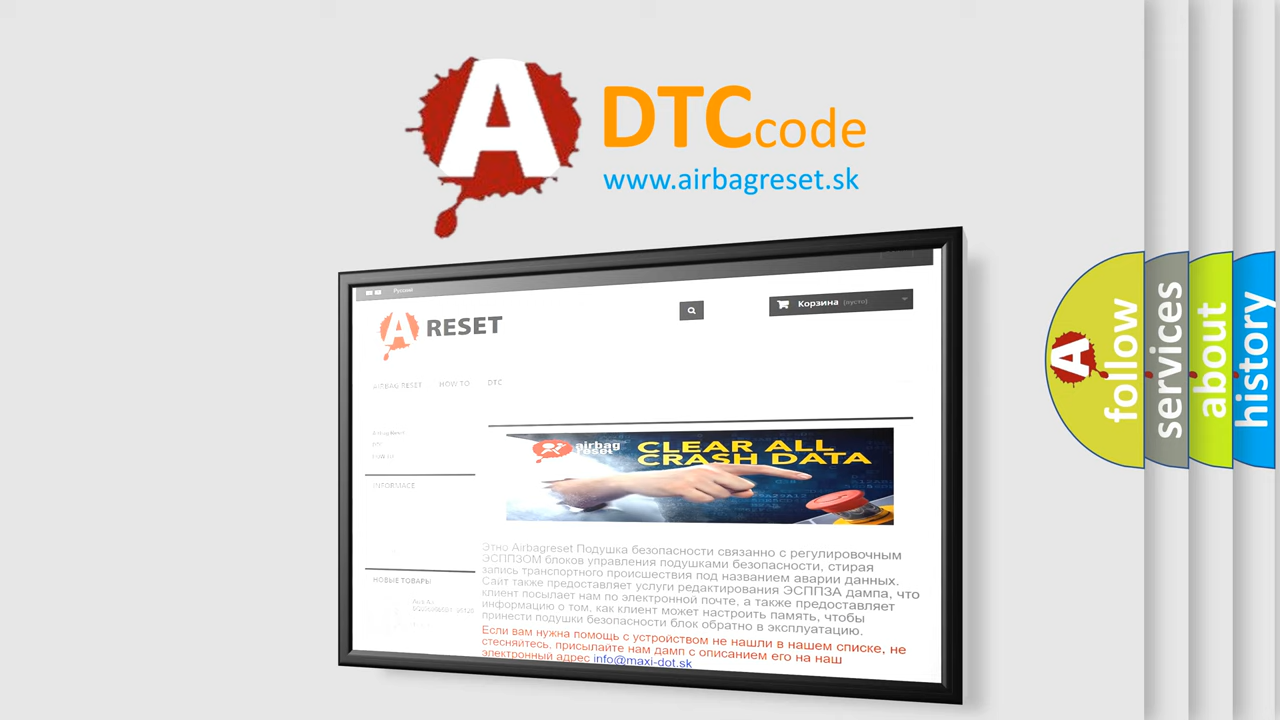 A
DTCcode
www.airbagreset.sk
Русский
A RESET
Корзина (пусто)
AIRBAG RESET HOW TO DTC
INFORMACE
airbag
reset
CLEAR ALL
CRASH DATA
Этно Airbagreset Подушка безопасности связанно с регулировочным
ЭСППЗОМ блоков управления подушками безопасности, стирая
запись транспортного происшествия под названием аварии данных.
Сайт также предоставляет услуги редактирования ЭСППЗА дампа, что
клиент посылает нам по электронной почте, а также предоставляет
информацию о том, как клиент может настроить память, чтобы
принести подушки безопасности блок обратно в эксплуатацию.
Если вам нужна помощь с устройством не нашли в нашем списке, не
стесняйтесь, присылайте нам дамп с описанием его на наш
электронный адрес info@maxi-dot.sk
НОВЫЕ ТОВАРЫ
A
follow
services
about
history